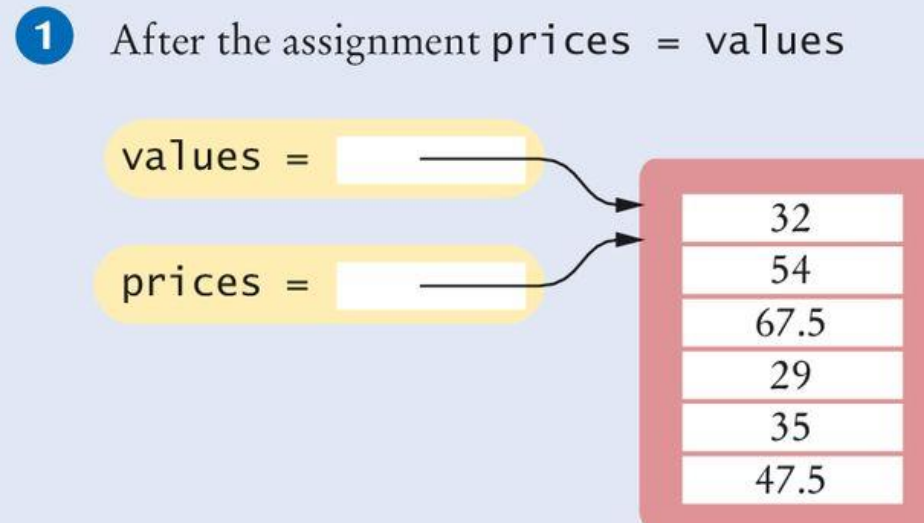 1 After the assignment prices = values
values =
prices =
32
54
67.5
29
35
47.5